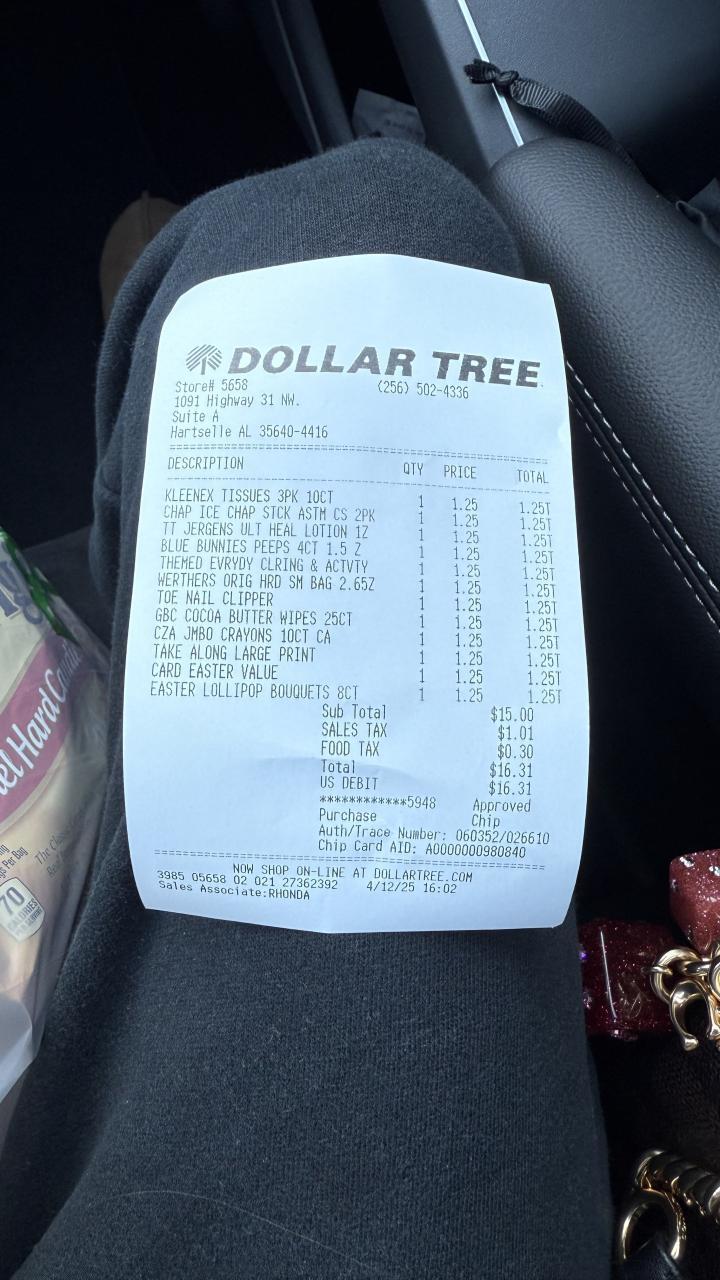 DOLLAR TREE
Store# 5658 (256) 502-4336
1091 Highway 31 NW.
Suite A
Hartselle AL 35640-4416
DESCRIPTION QTY PRICE TOTAL
KLEENEX TISSUES 3PK 10CT 1 1.25 1.25T
CHAP ICE CHAP STCK ASTM CS 2PK 1 1.25 1.25T
TT JERGENS ULT HEAL LOTION 1Z 1 1.25 1.25T
BLUE BUNNIES PEEPS 4CT 1.5 Z 1 1.25 1.25T
THEMED EVRYDY CLRING & ACTVTY 1 1.25 1.25T
WERTHERS ORIG HRD SM BAG 2.65Z 1 1.25 1.25T
TOE NAIL CLIPPER 1 1.25 1.25T
GBC COCOA BUTTER WIPES 25CT 1 1.25 1.25T
CZA JMBO CRAYONS 10CT CA 1 1.25 1.25T
TAKE ALONG LARGE PRINT 1 1.25 1.25T
CARD EASTER VALUE 1 1.25 1.25T
EASTER LOLLIPOP BOUQUETS 8CT 1 1.25 1.25T
Sub Total $15.00
SALES TAX $1.01
FOOD TAX $0.30
Total $16.31
US DEBIT $16.31
************5948 Approved
Purchase Chip
Auth/Trace Number: 060352/026610
Chip Card AID: A0000000980840
NOW SHOP ON-LINE AT DOLLARTREE.COM
3985 05658 02 021 27362392 4/12/25 16:02
Sales Associate:RHONDA
Hard
The
Per Bag
70
CALORIES